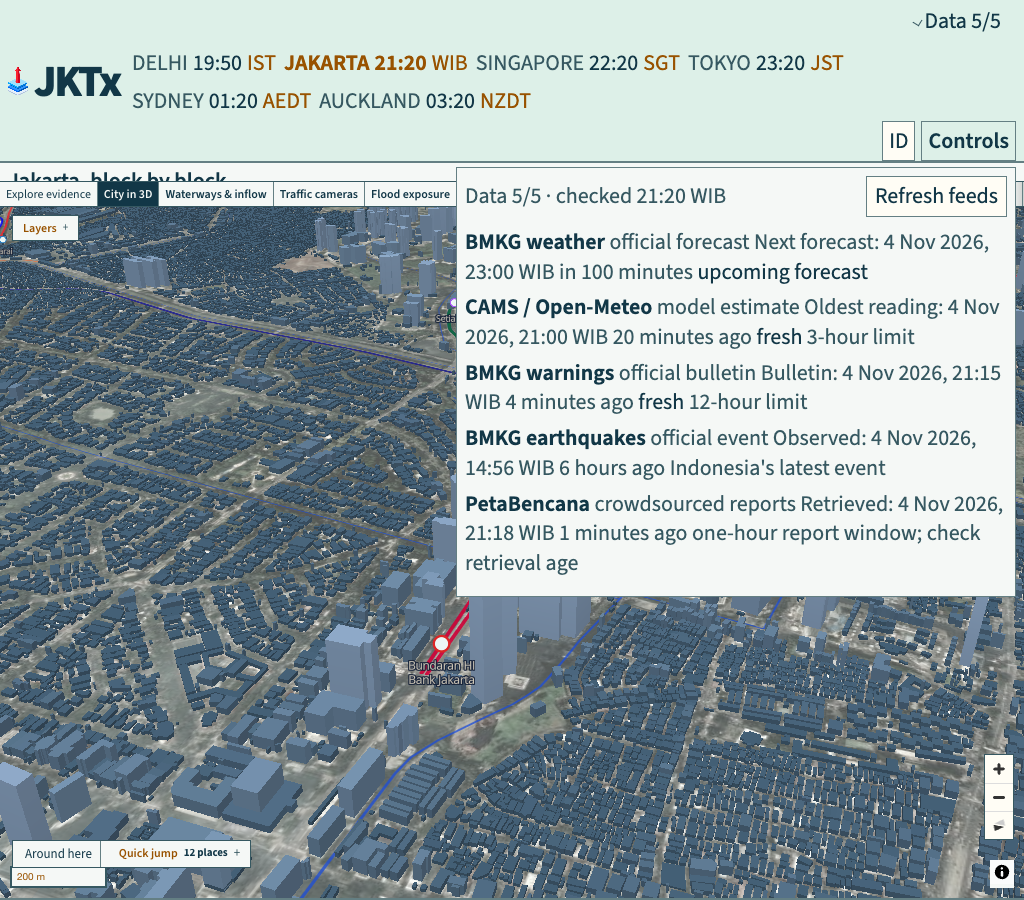 Data 5/5
JKTx
DELHI 19:50 IST JAKARTA 21:20 WIB SINGAPORE 22:20 SGT TOKYO 23:20 JST
SYDNEY 01:20 AEDT AUCKLAND 03:20 NZDT
ID Controls
Jakarta, block by block
Explore evidence City in 3D Waterways & inflow Traffic cameras Flood exposure
Layers +
Data 5/5 · checked 21:20 WIB Refresh feeds
BMKG weather official forecast Next forecast: 4 Nov 2026,
23:00 WIB in 100 minutes upcoming forecast
CAMS / Open-Meteo model estimate Oldest reading: 4 Nov
2026, 21:00 WIB 20 minutes ago fresh 3-hour limit
BMKG warnings official bulletin Bulletin: 4 Nov 2026, 21:15
WIB 4 minutes ago fresh 12-hour limit
BMKG earthquakes official event Observed: 4 Nov 2026,
14:56 WIB 6 hours ago Indonesia's latest event
PetaBencana crowdsourced reports Retrieved: 4 Nov 2026,
21:18 WIB 1 minutes ago one-hour report window; check
retrieval age
Bundaran HI
Bank Jakarta
Around here Quick jump 12 places +
200 m